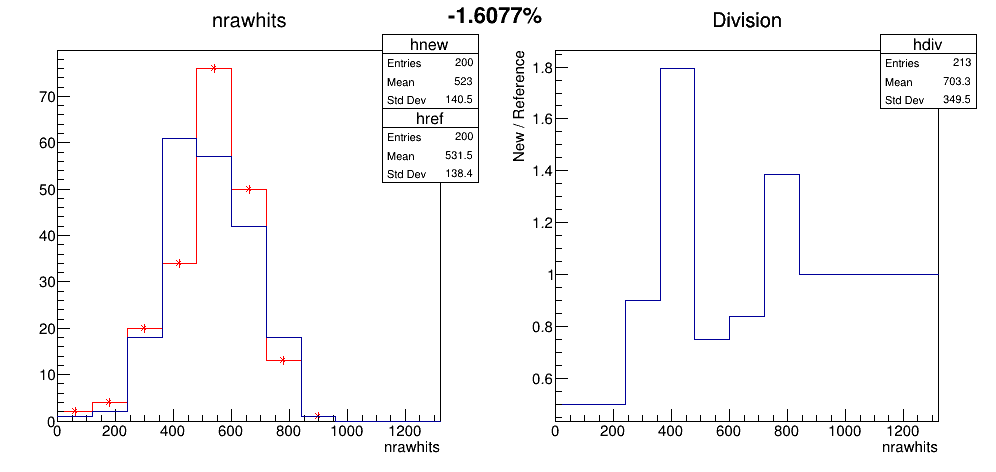 -1.6077%
nrawhits
hnew
Entries 200
Mean 523
Std Dev 140.5
href
Entries 200
Mean 531.5
Std Dev 138.4
70
60
50
40
30
20
10
0
0 200 400 600 800 1000 1200
nrawhits
Division
hdiv
Entries 213
Mean 703.3
Std Dev 349.5
New / Reference
1.8
1.6
1.4
1.2
1
0.8
0.6
0 200 400 600 800 1000 1200
nrawhits